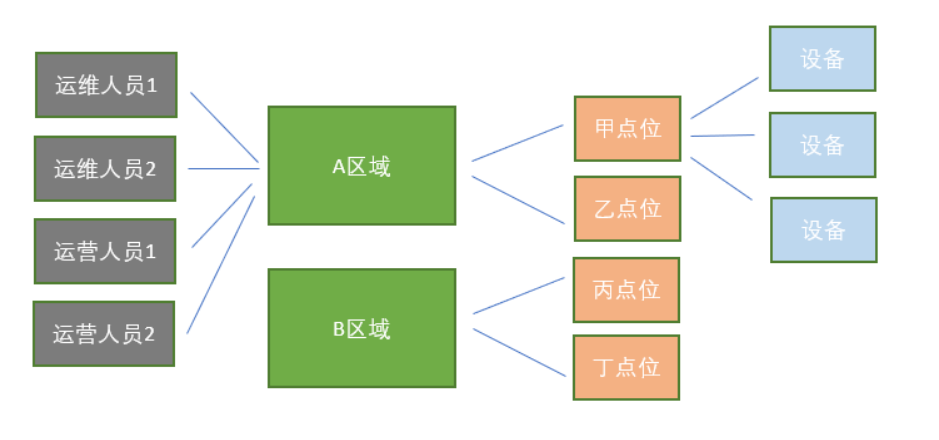 运维人员1
运维人员2
运营人员1
运营人员2
A区域
B区域
甲点位
乙点位
丙点位
丁点位
设备
设备
设备